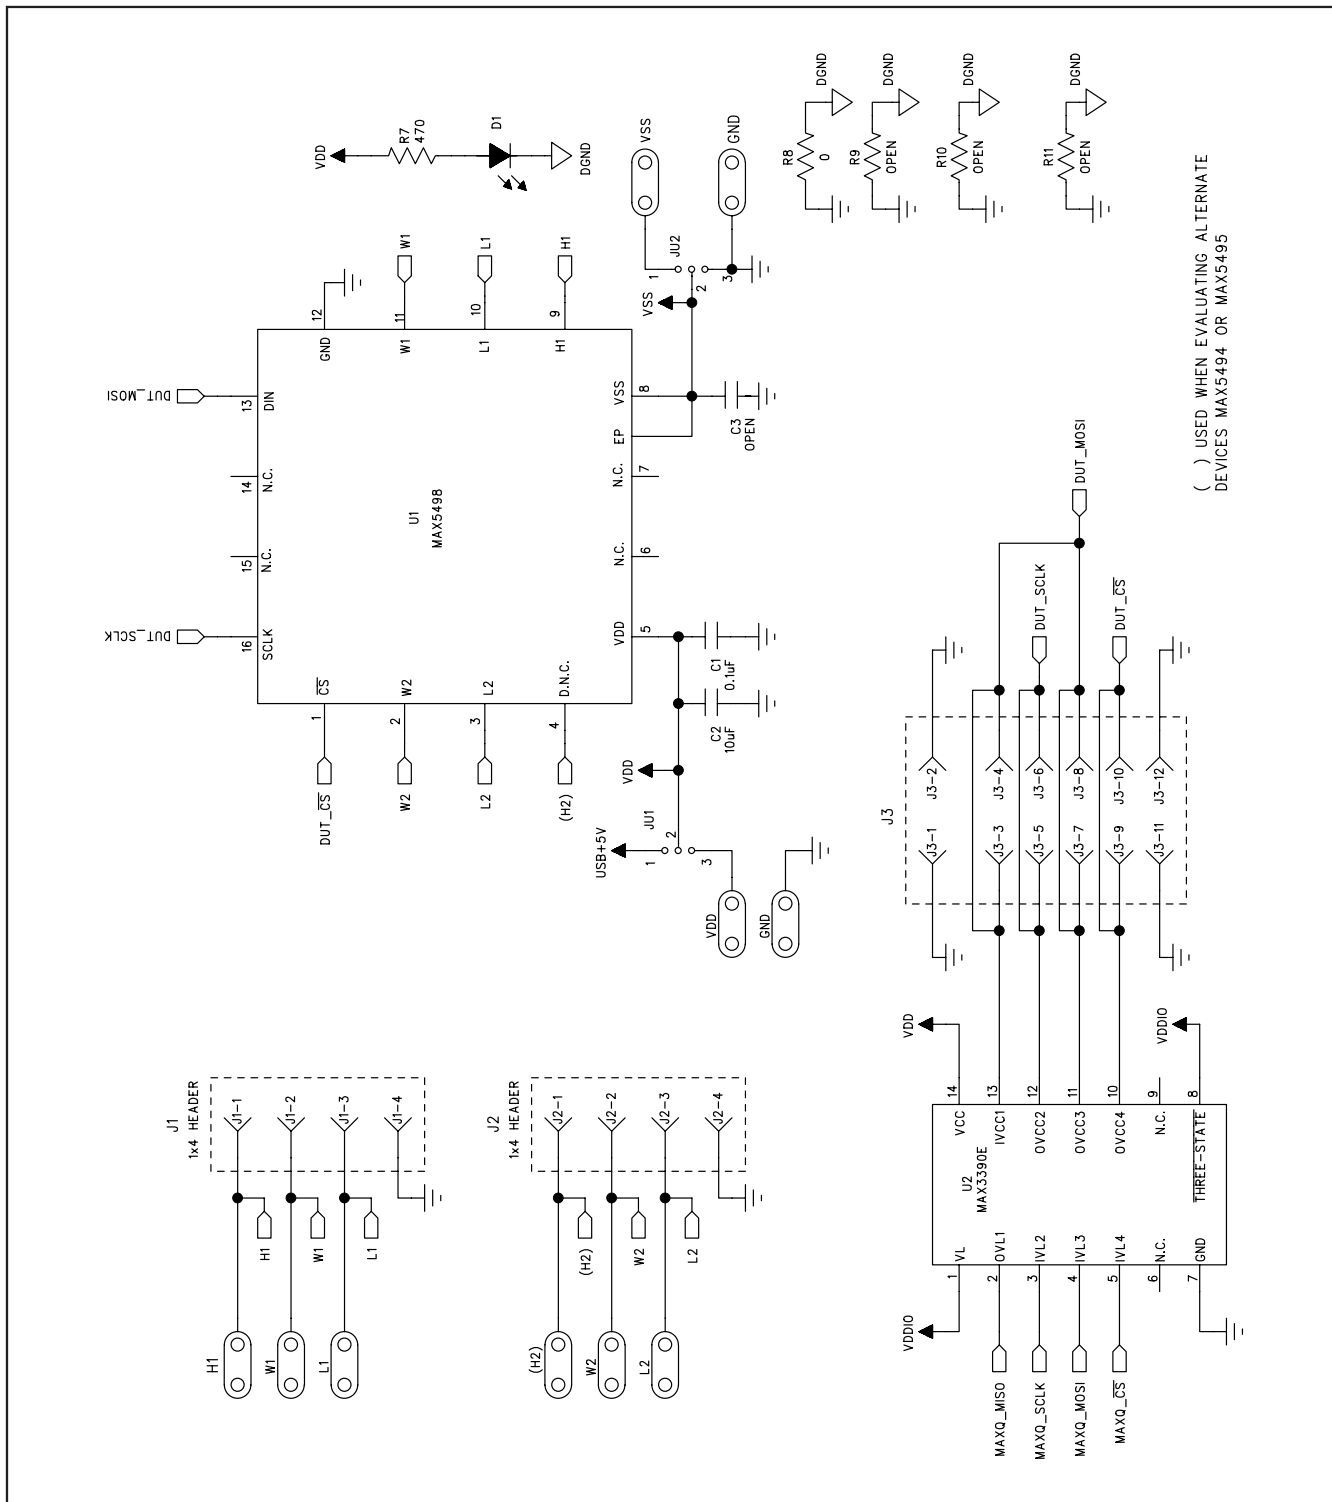 VDD
R7
470
D1
DGND
VSS
GND
DGND
R8
0
DGND
R9
OPEN
DGND
R10
OPEN
DGND
R11
OPEN
DUT_MOSI
DUT_SCLK
13
DIN
14
N.C.
15
N.C.
16
SCLK
12
GND
11
W1
W1
10
L1
L1
9
H1
H1
U1
MAX5498
CS
1
DUT_CS
W2
2
W2
L2
3
L2
D.N.C.
4
(H2)
VDD
5
N.C.
6
N.C.
7
EP
VSS
8
C3
OPEN
VSS
JU2
1
2
3
C1
0.1uF
C2
10uF
VDD
JU1
USB+5V
1
2
3
VDD
GND
( ) USED WHEN EVALUATING ALTERNATE
DEVICES MAX5494 OR MAX5495
J1
1x4 HEADER
J1-1
J1-2
J1-3
J1-4
H1
W1
L1
H1
W1
L1
J2
1x4 HEADER
J2-1
J2-2
J2-3
J2-4
(H2)
W2
L2
(H2)
W2
L2
J3
J3-1
J3-2
J3-3
J3-4
J3-5
J3-6
J3-7
J3-8
J3-9
J3-10
J3-11
J3-12
DUT_MOSI
DUT_SCLK
DUT_CS
U2
MAX3390E
VDD
14
VCC
13
IVCC1
12
OVCC2
11
OVCC3
10
OVCC4
9
N.C.
8
THREE-STATE
VDDIO
VDDIO
1
VL
MAXQ_MISO
2
OVL1
MAXQ_SCLK
3
IVL2
MAXQ_MOSI
4
IVL3
MAXQ_CS
5
IVL4
6
N.C.
7
GND